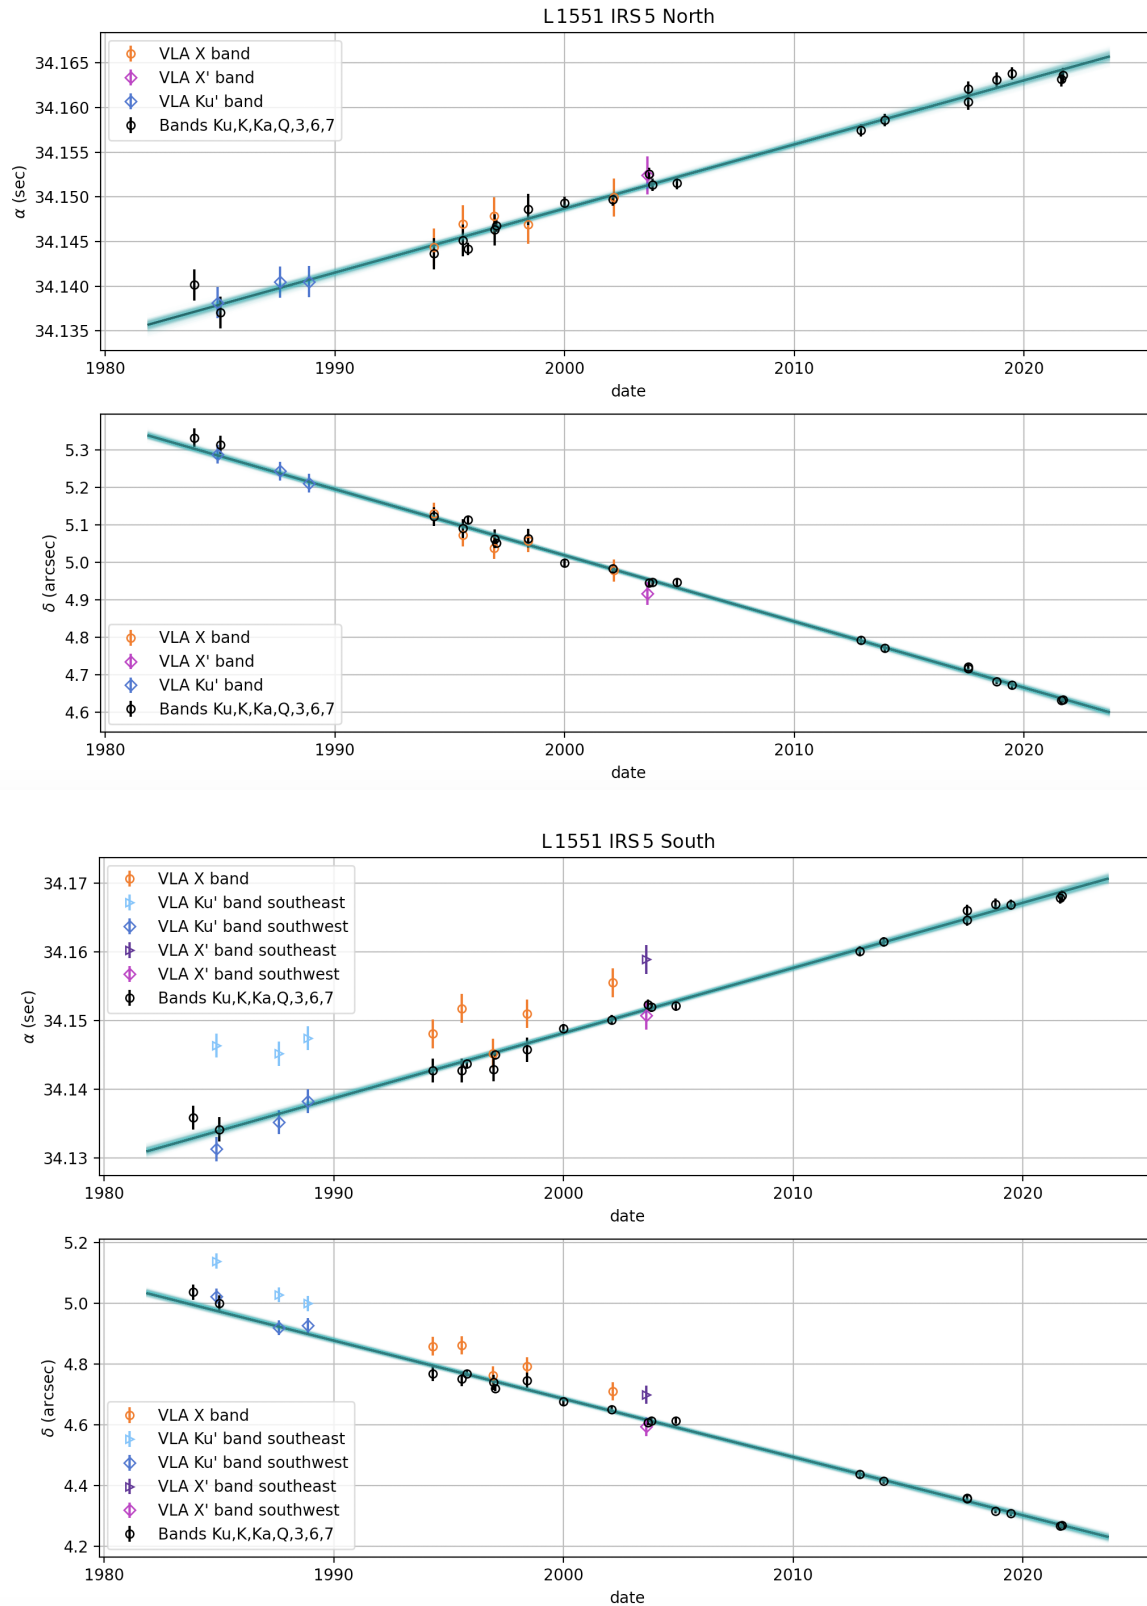 L1551 IRS5 North
34.165
34.160
34.155
34.150
34.145
34.140
34.135
α (sec)
VLA X band
VLA X' band
VLA Ku' band
Bands Ku,K,Ka,Q,3,6,7
1980 1990 2000 2010 2020
date
5.3
5.2
5.1
5.0
4.9
4.8
4.7
4.6
δ (arcsec)
VLA X band
VLA X' band
VLA Ku' band
Bands Ku,K,Ka,Q,3,6,7
1980 1990 2000 2010 2020
date
L1551 IRS5 South
34.17
34.16
34.15
34.14
34.13
α (sec)
VLA X band
VLA Ku' band southeast
VLA Ku' band southwest
VLA X' band southeast
VLA X' band southwest
Bands Ku,K,Ka,Q,3,6,7
1980 1990 2000 2010 2020
date
5.2
5.0
4.8
4.6
4.4
4.2
δ (arcsec)
VLA X band
VLA Ku' band southeast
VLA Ku' band southwest
VLA X' band southeast
VLA X' band southwest
Bands Ku,K,Ka,Q,3,6,7
1980 1990 2000 2010 2020
date